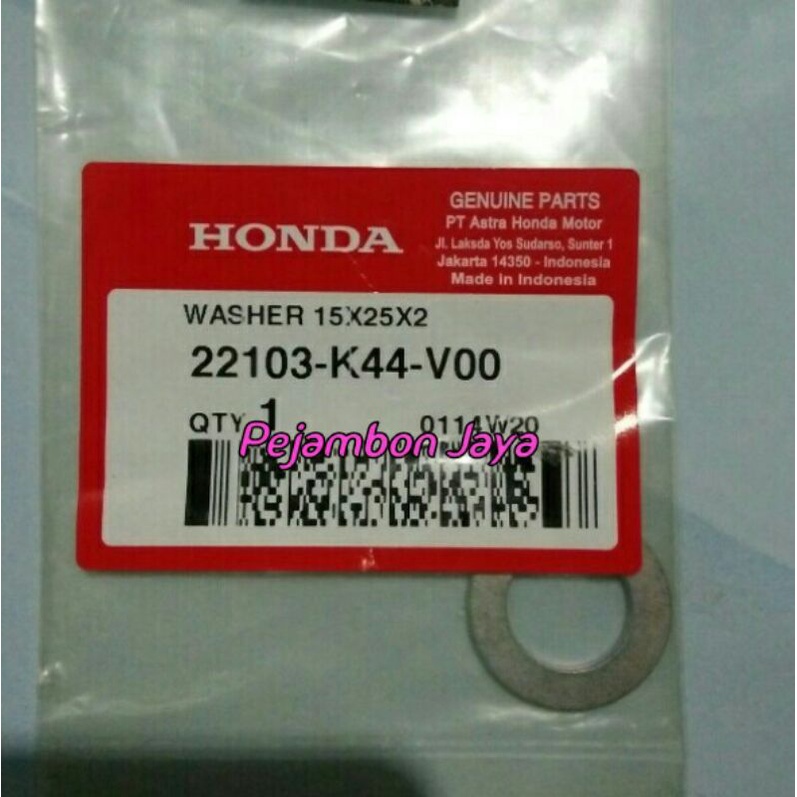 HONDA
GENUINE PARTS
PT Astra Honda Motor
Jl. Laksda Yos Sudarso, Sunter 1
Jakarta 14350 - Indonesia
Made in Indonesia
WASHER 15X25X2
22103-K44-V00
QTY 1 0114W20
Pejambon Jaya